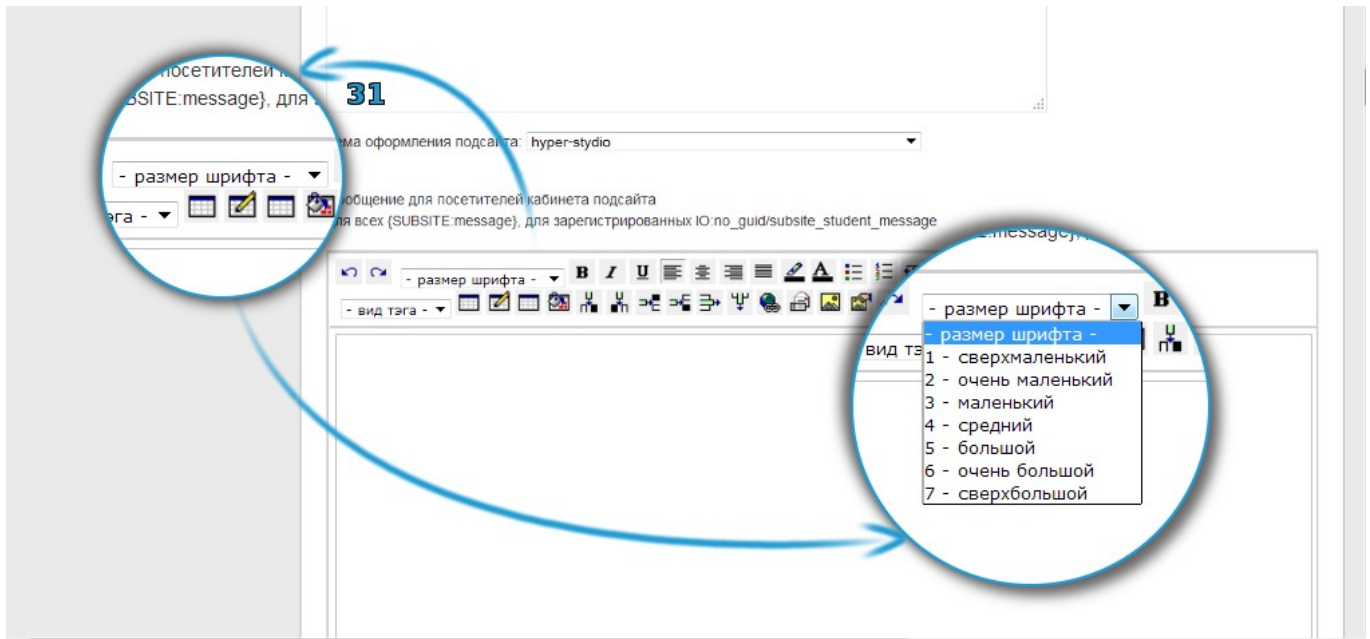 посетителей
BSITE:message}, для
31
ема оформления подсайта: hyper-stydio
- размер шрифта -
ообщение для посетителей кабинета подсайта
эга -
ля всех {SUBSITE:message}, для зарегистрированных IO:no_guid/subsite_student_message
message},
- размер шрифта - B I U
- вид тэга -
- размер шрифта - B
- размер шрифта -
вид тэ
1 - сверхмаленький
2 - очень маленький
3 - маленький
4 - средний
5 - большой
6 - очень большой
7 - сверхбольшой